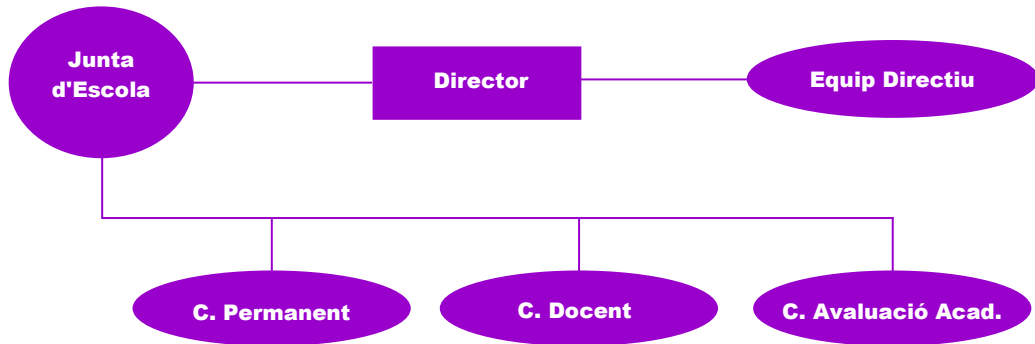 Junta
d'Escola
Director
Equip Directiu
C. Permanent
C. Docent
C. Avaluació Acad.